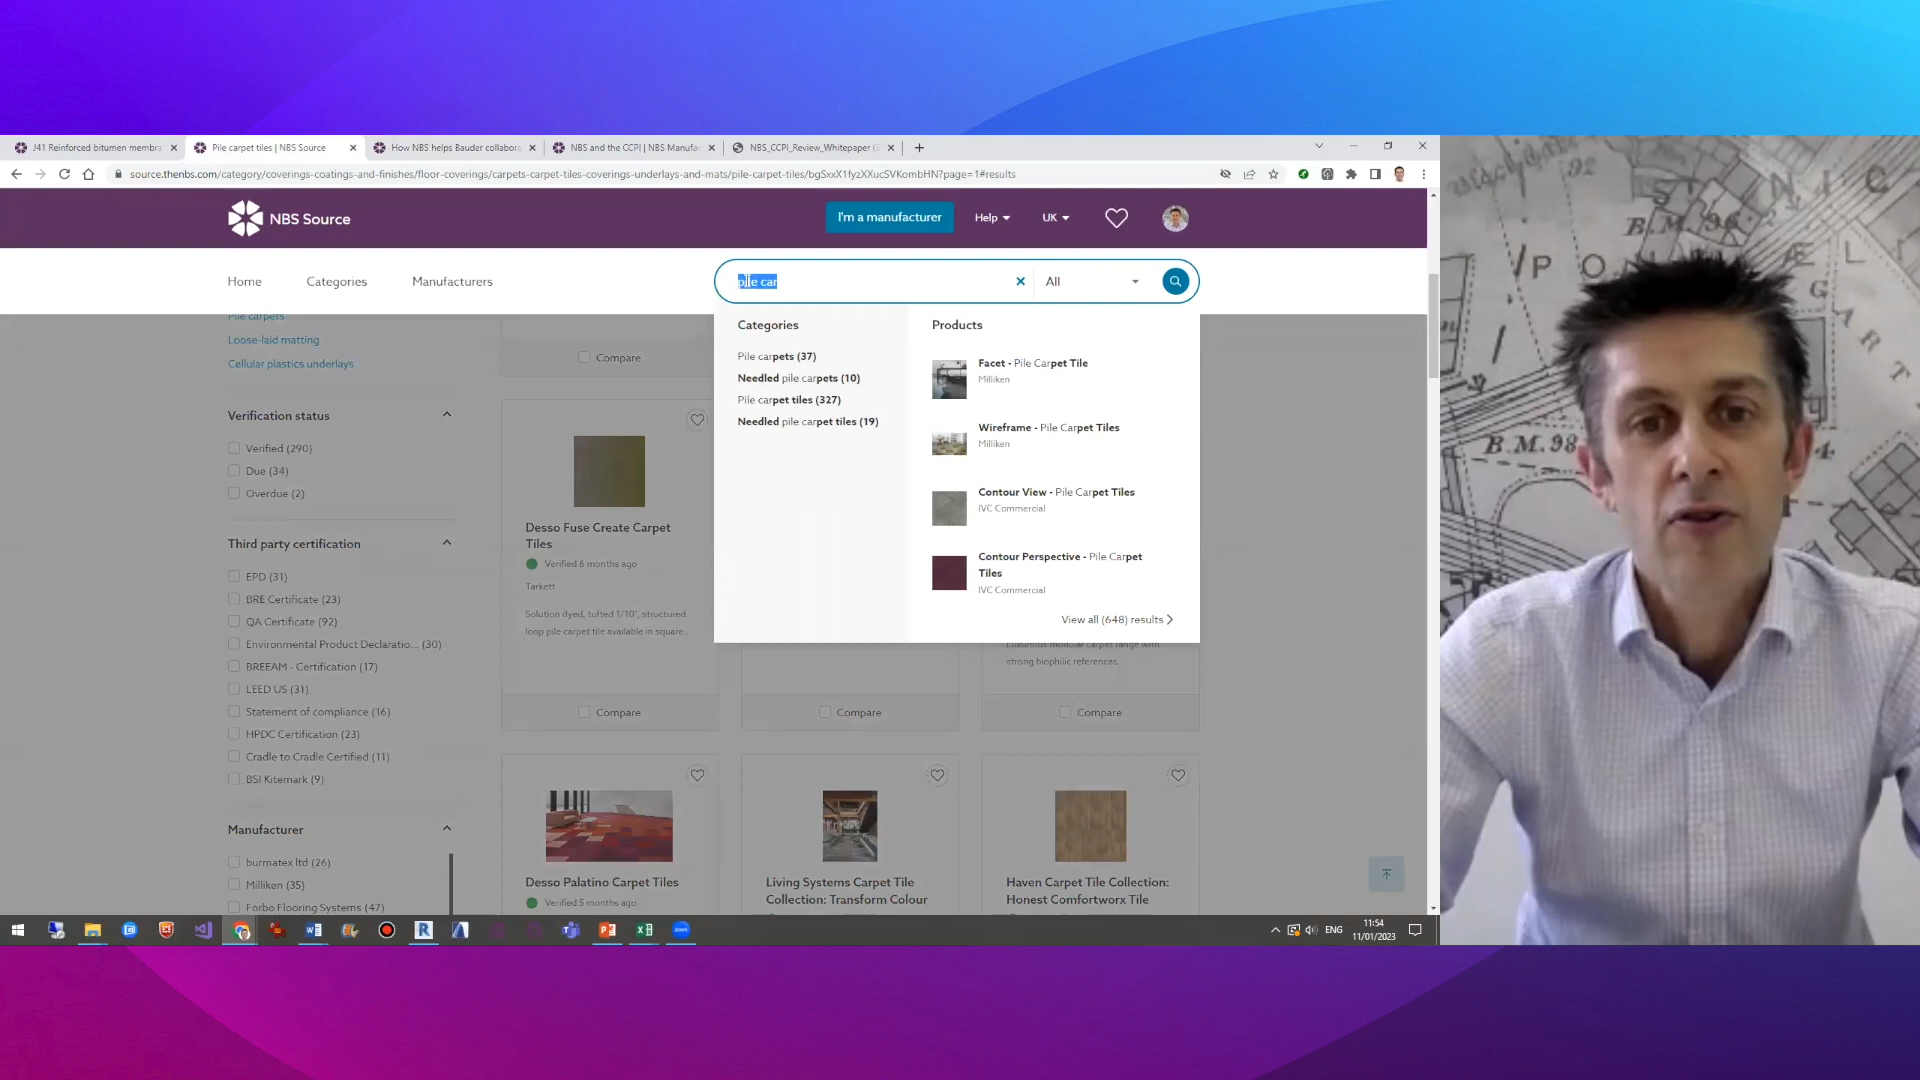 J41 Reinforced bitumen membra
Pile carpet tiles | NBS Source
How NBS helps Bauder collabora
NBS and the CCPI | NBS Manufa
NBS_CCPI_Review_Whitepaper (
source.thenbs.com/category/coverings-coatings-and-finishes/floor-coverings/carpets-carpet-tiles-coverings-underlays-and-mats/pile-carpet-tiles/bgSxxX1fyzXXucSVKombHN?page=1#results
NBS Source
I'm a manufacturer
Help
UK
Home
Categories
Manufacturers
pile car
All
Pile carpets
Loose-laid matting
Cellular plastics underlays
Verification status
Verified (290)
Due (34)
Overdue (2)
Third party certification
EPD (31)
BRE Certificate (23)
QA Certificate (92)
Environmental Product Declaratio... (30)
BREEAM - Certification (17)
LEED US (31)
Statement of compliance (16)
HPDC Certification (23)
Cradle to Cradle Certified (11)
BSI Kitemark (9)
Manufacturer
burmatex ltd (26)
Milliken (35)
Forbo Flooring Systems (47)
Compare
Desso Fuse Create Carpet
Tiles
Verified 6 months ago
Tarkett
Solution dyed, tufted 1/10", structured
loop pile carpet tile available in square...
Compare
Categories
Pile carpets (37)
Needled pile carpets (10)
Pile carpet tiles (327)
Needled pile carpet tiles (19)
Products
Facet - Pile Carpet Tile
Milliken
Wireframe - Pile Carpet Tiles
Milliken
Contour View - Pile Carpet Tiles
IVC Commercial
Contour Perspective - Pile Carpet
Tiles
IVC Commercial
View all (648) results
Luxurious modular carpet range with
strong biophilic references.
Compare
Compare
Desso Palatino Carpet Tiles
Verified 5 months ago
Living Systems Carpet Tile
Collection: Transform Colour
Haven Carpet Tile Collection:
Honest Comfortworx Tile
ENG
11:54
11/01/2023
B.M.96
B.M.98